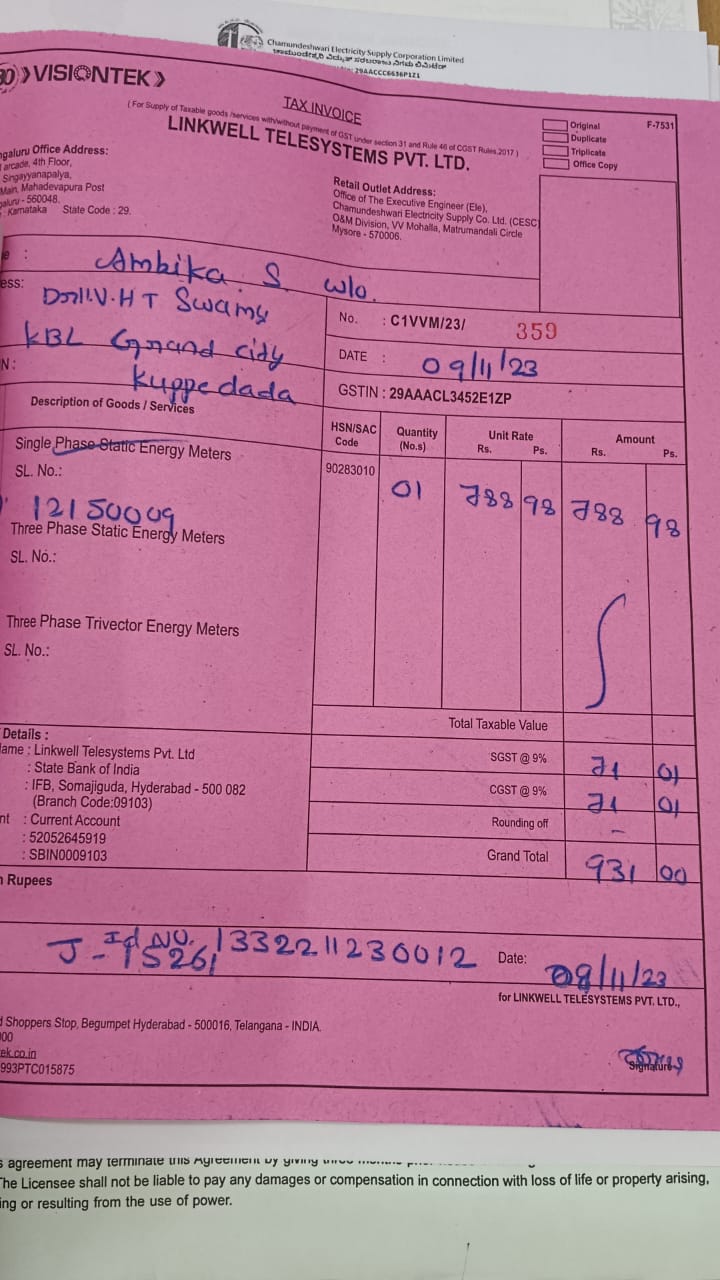 Chamundeshwari Electricity Supply Corporation Limited
29AACCC6636P1Z1
VISIONTEK
TAX INVOICE
( For Supply of Taxable goods /services with/without payment of GST under section 31 and Rule 46 of CGST Rules,2017 )
LINKWELL TELESYSTEMS PVT. LTD.
Original
Duplicate
Triplicate
Office Copy
F-7531
galuru Office Address:
arcade, 4th Floor,
Singayyanapalya,
Main, Mahadevapura Post
galuru - 560048.
Karnataka State Code : 29.
Retail Outlet Address:
Office of The Executive Engineer (Ele),
Chamundeshwari Electricity Supply Co. Ltd. (CESC)
O&M Division, VV Mohalla, Matrumandali Circle
Mysore - 570006.
e : Ambika. S. w/o.
ess: V.H T Swamy
KBL Grand city
N: Kuppedada
No. : C1VVM/23/ 359
DATE : 09/11/23
GSTIN : 29AAACL3452E1ZP
Description of Goods / Services
HSN/SAC Code
Quantity (No.s)
Unit Rate
Rs. Ps.
Amount
Rs. Ps.
Single Phase Static Energy Meters
SL. No.:
90283010 01 788 98 788 98
12150009
Three Phase Static Energy Meters
SL. No.:
Three Phase Trivector Energy Meters
SL. No.:
Total Taxable Value
SGST @ 9% 71 01
CGST @ 9% 71 01
Rounding off -
Grand Total 931 00
Details :
ame : Linkwell Telesystems Pvt. Ltd
: State Bank of India
: IFB, Somajiguda, Hyderabad - 500 082
(Branch Code:09103)
nt : Current Account
: 52052645919
: SBIN0009103
n Rupees
Id NO. 1332211230012
J - 15261
Date: 08/11/23
for LINKWELL TELESYSTEMS PVT. LTD.,
d Shoppers Stop, Begumpet Hyderabad - 500016, Telangana - INDIA.
000
ek.co.in
993PTC015875
Signature
s agreement may terminate this Agreement by giving
The Licensee shall not be liable to pay any damages or compensation in connection with loss of life or property arising,
ing or resulting from the use of power.